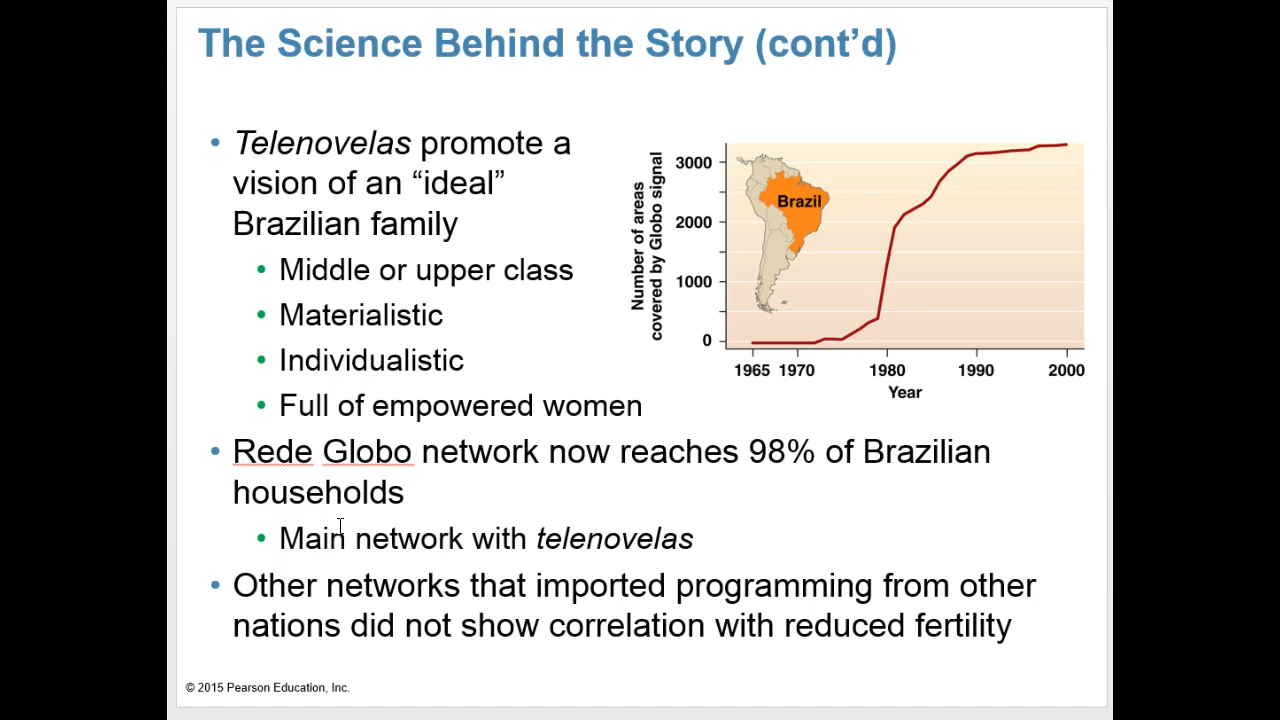 The Science Behind the Story (cont’d)
• Telenovelas promote a
vision of an “ideal”
Brazilian family
• Middle or upper class
• Materialistic
• Individualistic
• Full of empowered women
• Rede Globo network now reaches 98% of Brazilian
households
• Main network with telenovelas
• Other networks that imported programming from other
nations did not show correlation with reduced fertility
Number of areas
covered by Globo signal
3000
2000
1000
0
Brazil
1965 1970 1980 1990 2000
Year
© 2015 Pearson Education, Inc.